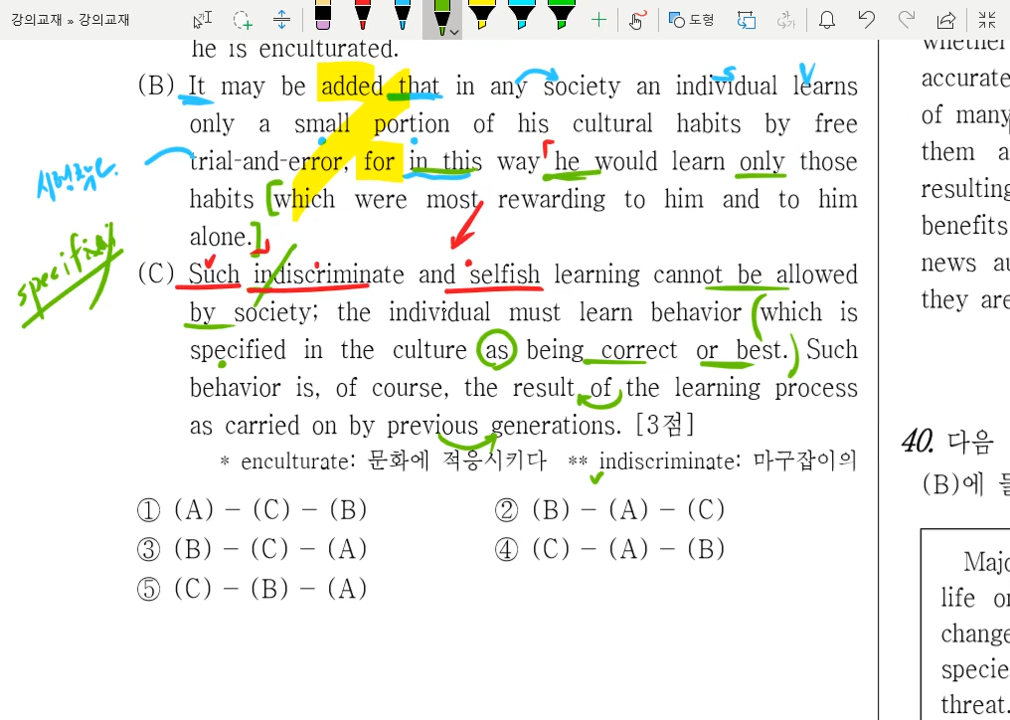 강의교재 » 강의교재
도형
he is enculturated.
(B) It may be added that in any society an individual learns
only a small portion of his cultural habits by free
trial-and-error, for in this way he would learn only those
habits which were most rewarding to him and to him
alone.
(C) Such indiscriminate and selfish learning cannot be allowed
by society; the individual must learn behavior which is
specified in the culture as being correct or best. Such
behavior is, of course, the result of the learning process
as carried on by previous generations. [3점]
* enculturate: 문화에 적응시키다 ** indiscriminate: 마구잡이의
① (A) - (C) - (B)
② (B) - (A) - (C)
③ (B) - (C) - (A)
④ (C) - (A) - (B)
⑤ (C) - (B) - (A)
S
V
whether
accurate
of many
them a
resulting
benefits
news au
they are
40. 다음
(B)에 들
Majo
life on
change
species
threat.